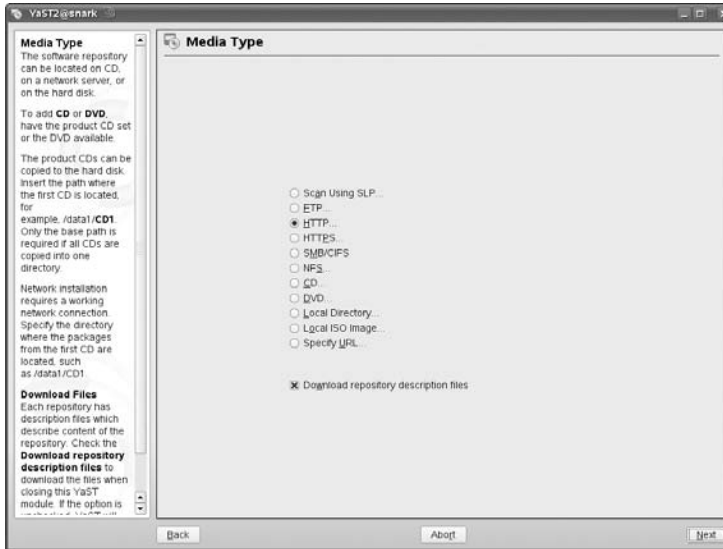 YaST2@snark
Media Type
The software repository
can be located on CD,
on a network server, or
on the hard disk.
To add CD or DVD,
have the product CD set
or the DVD available.
The product CDs can be
copied to the hard disk.
Insert the path where
the first CD is located,
for
example, /data1/CD1.
Only the base path is
required if all CDs are
copied into one
directory.
Network installation
requires a working
network connection.
Specify the directory
where the packages
from the first CD are
located, such
as /data1/CD1.
Download Files
Each repository has
description files which
describe content of the
repository. Check the
Download repository
description files to
download the files when
closing this YaST
module. If the option is
Media Type
Scan Using SLP...
FTP...
HTTP...
HTTPS...
SMB/CIFS
NFS...
CD...
DVD...
Local Directory...
Local ISO Image...
Specify URL...
Download repository description files
Back
Abort
Next